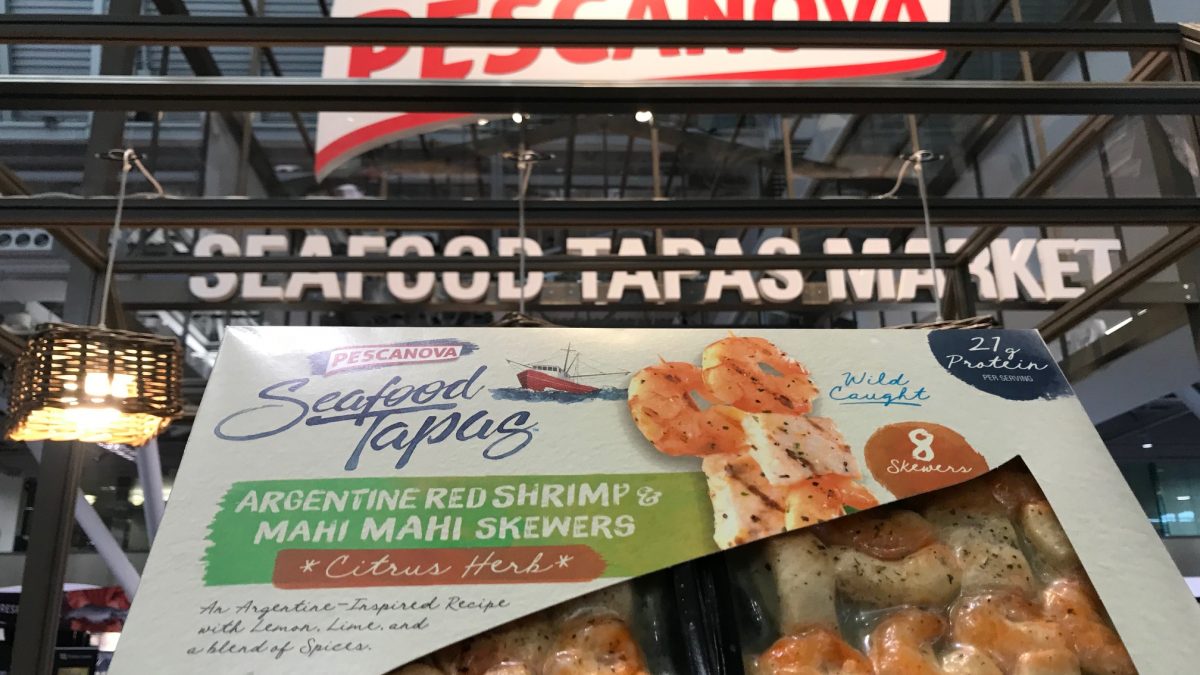 PESCANOVA
SEAFOOD TAPAS MARKET
PESCANOVA
Seafood
Tapas™
Wild
Caught
21g
Protein
PER SERVING
8
Skewers
ARGENTINE RED SHRIMP &
MAHI MAHI SKEWERS
*Citrus Herb*
An Argentine-Inspired Recipe
with Lemon, Lime, and
a blend of Spices.